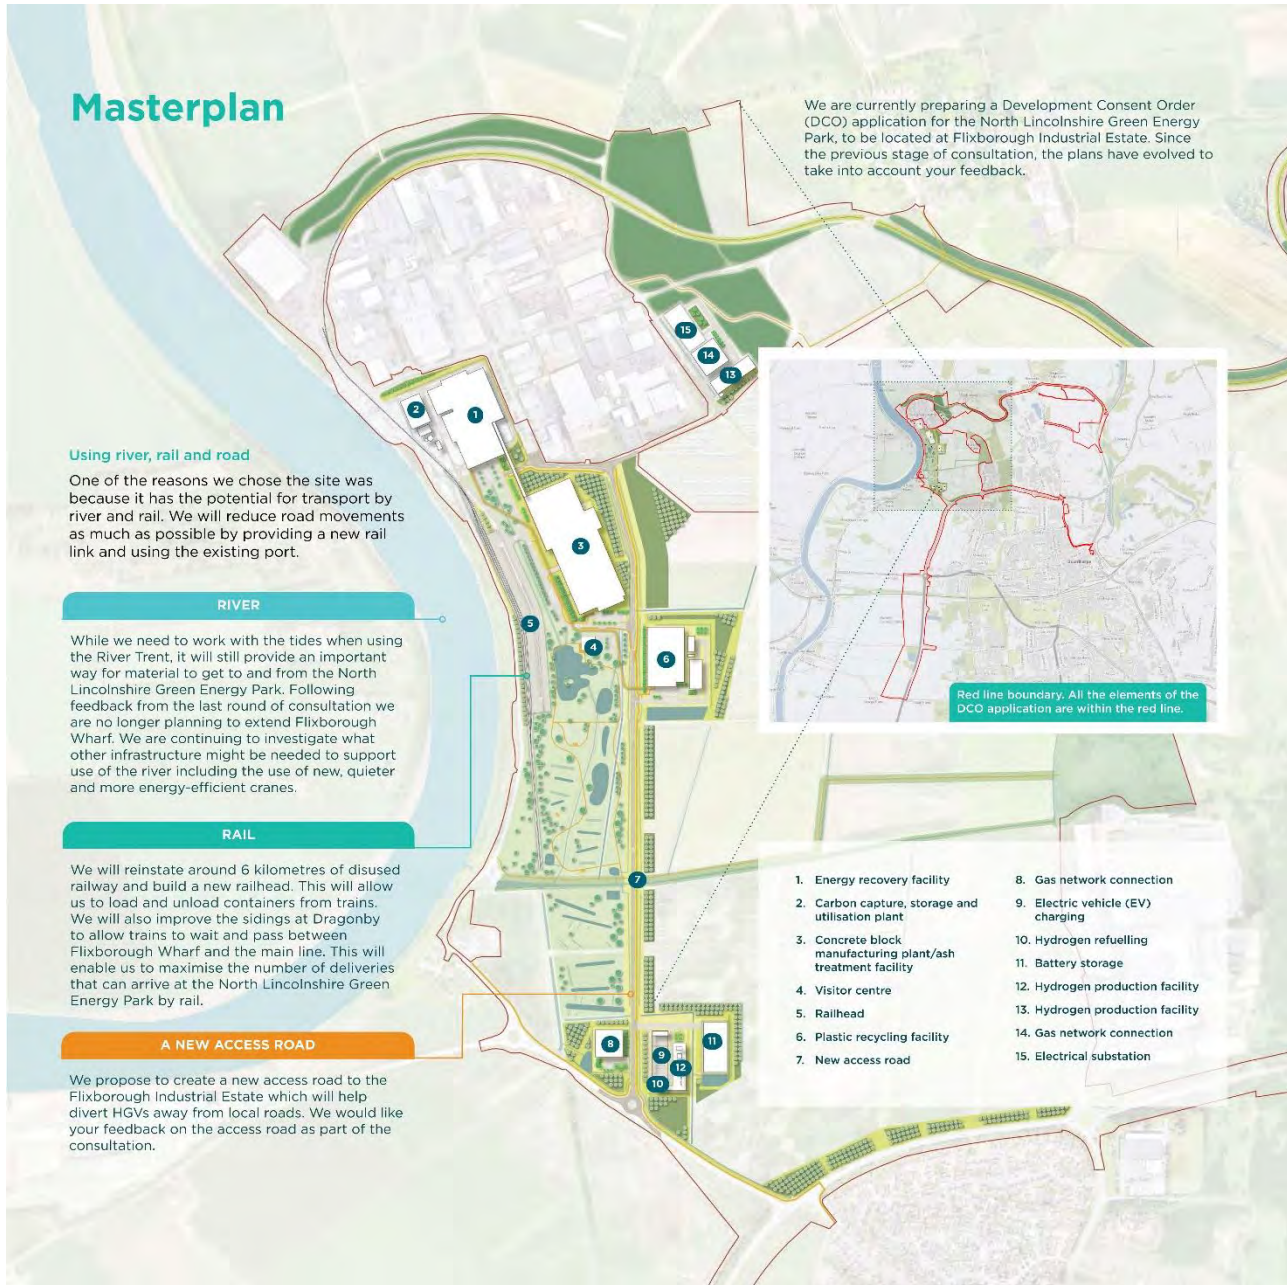 Masterplan
We are currently preparing a Development Consent Order
(DCO) application for the North Lincolnshire Green Energy
Park, to be located at Flixborough Industrial Estate. Since
the previous stage of consultation, the plans have evolved to
take into account your feedback.
Using river, rail and road
One of the reasons we chose the site was
because it has the potential for transport by
river and rail. We will reduce road movements
as much as possible by providing a new rail
link and using the existing port.
RIVER
While we need to work with the tides when using
the River Trent, it will still provide an important
way for material to get to and from the North
Lincolnshire Green Energy Park. Following
feedback from the last round of consultation we
are no longer planning to extend Flixborough
Wharf. We are continuing to investigate what
other infrastructure might be needed to support
use of the river including the use of new, quieter
and more energy-efficient cranes.
RAIL
We will reinstate around 6 kilometres of disused
railway and build a new railhead. This will allow
us to load and unload containers from trains.
We will also improve the sidings at Dragonby
to allow trains to wait and pass between
Flixborough Wharf and the main line. This will
enable us to maximise the number of deliveries
that can arrive at the North Lincolnshire Green
Energy Park by rail.
A NEW ACCESS ROAD
We propose to create a new access road to the
Flixborough Industrial Estate which will help
divert HGVs away from local roads. We would like
your feedback on the access road as part of the
consultation.
15
14
13
2
1
3
5
4
6
7
8
9
10
12
11
Red line boundary. All the elements of the
DCO application are within the red line.
1. Energy recovery facility
2. Carbon capture, storage and
utilisation plant
3. Concrete block
manufacturing plant/ash
treatment facility
4. Visitor centre
5. Railhead
6. Plastic recycling facility
7. New access road
8. Gas network connection
9. Electric vehicle (EV)
charging
10. Hydrogen refuelling
11. Battery storage
12. Hydrogen production facility
13. Hydrogen production facility
14. Gas network connection
15. Electrical substation